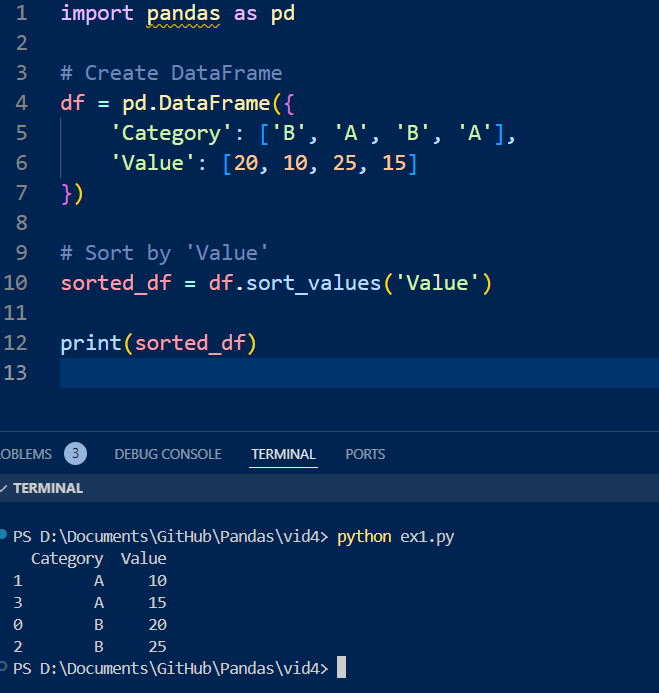 1 import pandas as pd
2
3 # Create DataFrame
4 df = pd.DataFrame({
5     'Category': ['B', 'A', 'B', 'A'],
6     'Value': [20, 10, 25, 15]
7 })
8
9 # Sort by 'Value'
10 sorted_df = df.sort_values('Value')
11
12 print(sorted_df)
13
OBLEMS 3 DEBUG CONSOLE TERMINAL PORTS
TERMINAL
PS D:\Documents\GitHub\Pandas\vid4> python ex1.py
  Category  Value
1        A     10
3        A     15
0        B     20
2        B     25
PS D:\Documents\GitHub\Pandas\vid4>